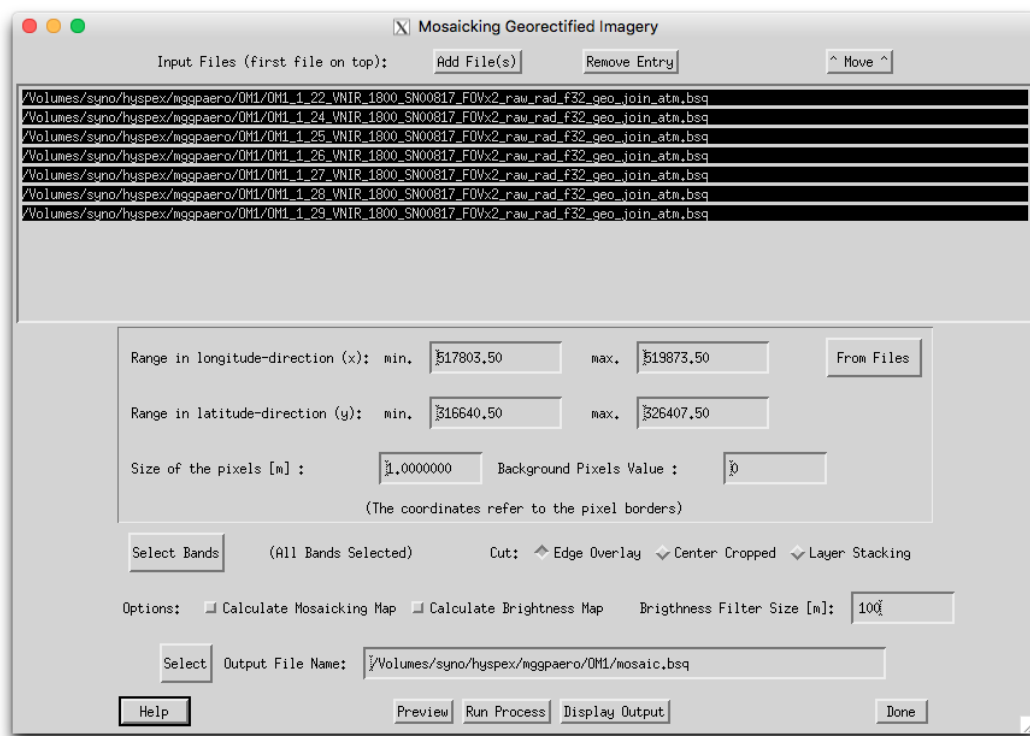 Mosaicking Georectified Imagery
Input Files (first file on top): Add File(s) Remove Entry ^ Move ^
/Volumes/syno/hyspex/mggpaero/OM1/OM1_1_22_VNIR_1800_SN00817_FOVx2_raw_rad_f32_geo_join_atm.bsq
/Volumes/syno/hyspex/mggpaero/OM1/OM1_1_24_VNIR_1800_SN00817_FOVx2_raw_rad_f32_geo_join_atm.bsq
/Volumes/syno/hyspex/mggpaero/OM1/OM1_1_25_VNIR_1800_SN00817_FOVx2_raw_rad_f32_geo_join_atm.bsq
/Volumes/syno/hyspex/mggpaero/OM1/OM1_1_26_VNIR_1800_SN00817_FOVx2_raw_rad_f32_geo_join_atm.bsq
/Volumes/syno/hyspex/mggpaero/OM1/OM1_1_27_VNIR_1800_SN00817_FOVx2_raw_rad_f32_geo_join_atm.bsq
/Volumes/syno/hyspex/mggpaero/OM1/OM1_1_28_VNIR_1800_SN00817_FOVx2_raw_rad_f32_geo_join_atm.bsq
/Volumes/syno/hyspex/mggpaero/OM1/OM1_1_29_VNIR_1800_SN00817_FOVx2_raw_rad_f32_geo_join_atm.bsq
Range in longitude-direction (x): min. 517803.50 max. 519873.50 From Files
Range in latitude-direction (y): min. 316640.50 max. 326407.50
Size of the pixels [m] : 1.0000000 Background Pixels Value : 0
(The coordinates refer to the pixel borders)
Select Bands (All Bands Selected) Cut: Edge Overlay Center Cropped Layer Stacking
Options: Calculate Mosaicking Map Calculate Brightness Map Brigthness Filter Size [m]: 100
Select Output File Name: /Volumes/syno/hyspex/mggpaero/OM1/mosaic.bsq
Help Preview Run Process Display Output Done